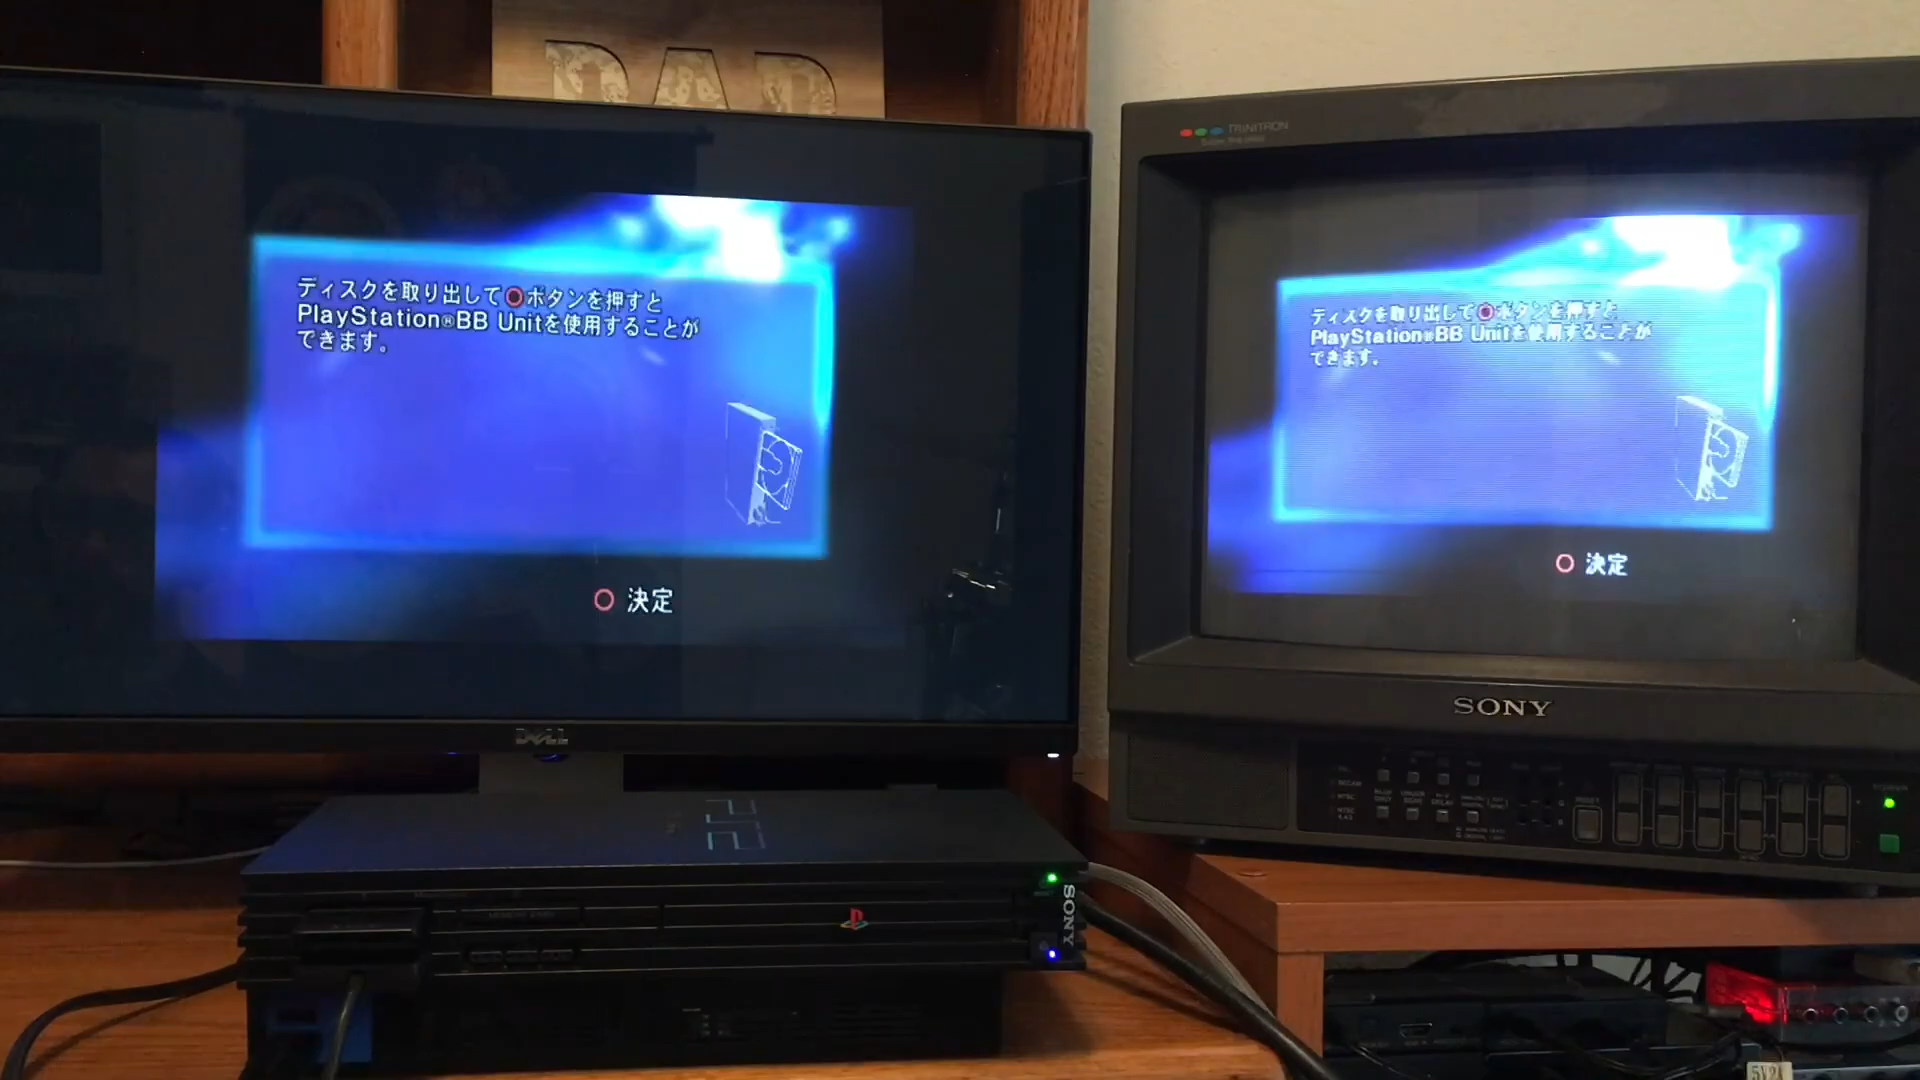 DAD
ディスクを取り出して○ボタンを押すと
PlayStation®BB Unitを使用することが
できます。
○ 決定
DELL
TRINITRON
ディスクを取り出して○ボタンを押すと
PlayStation®BB Unitを使用することが
できます。
○ 決定
SONY
SONY
5V2A